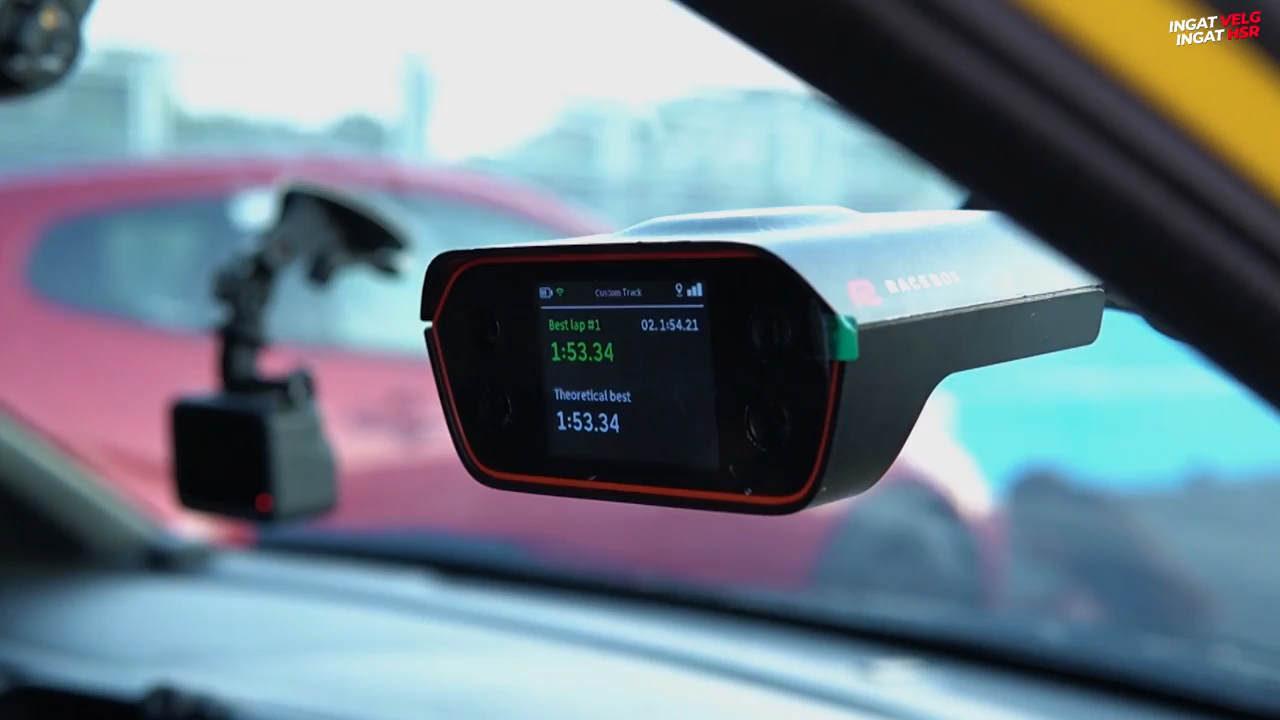 INGAT VELG
INGAT HSR
Custom Track
Best lap #1
02. 1:54.21
1:53.34
Theoretical best
1:53.34
RACEBOX